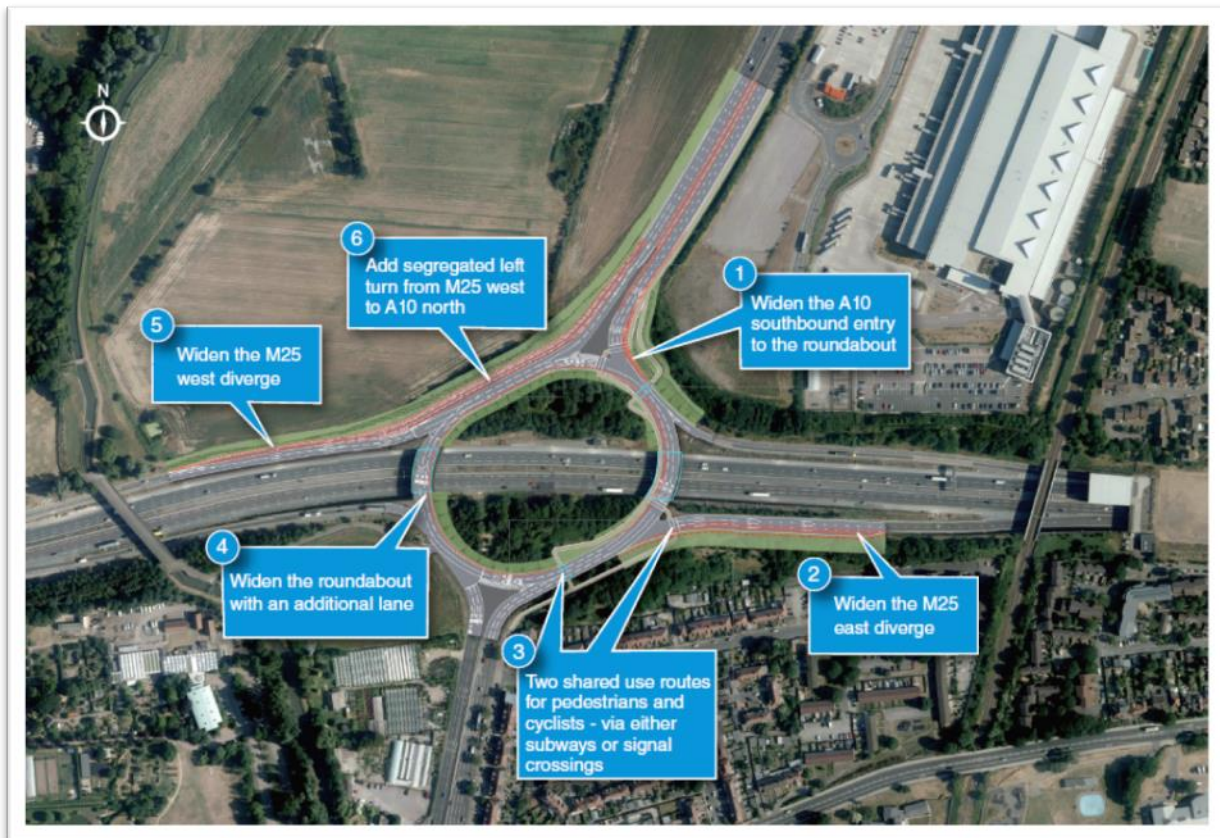 N
1
Widen the A10
southbound entry
to the roundabout
2
Widen the M25
east diverge
3
Two shared use routes
for pedestrians and
cyclists - via either
subways or signal
crossings
4
Widen the roundabout
with an additional lane
5
Widen the M25
west diverge
6
Add segregated left
turn from M25 west
to A10 north